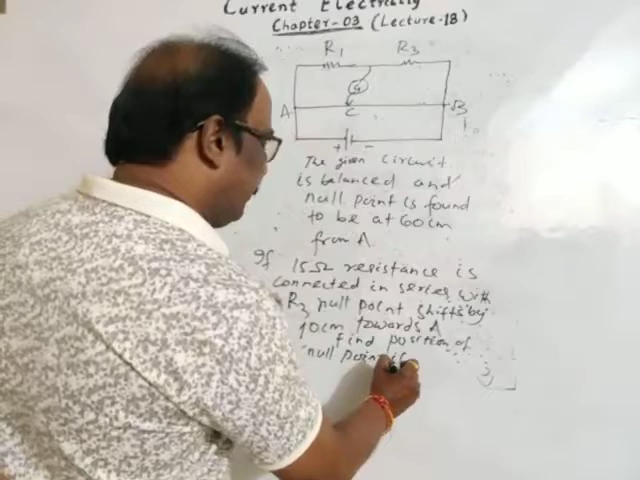 Current Electricity
Chapter-03 (Lecture-18)
R1 R3
G
A C B
+ -
The given circuit
is balanced and
null point is found
to be at 60cm
from A
If 15Ω resistance is
connected in series with
R3 null point shifts by
10cm towards A
find position of
null point if